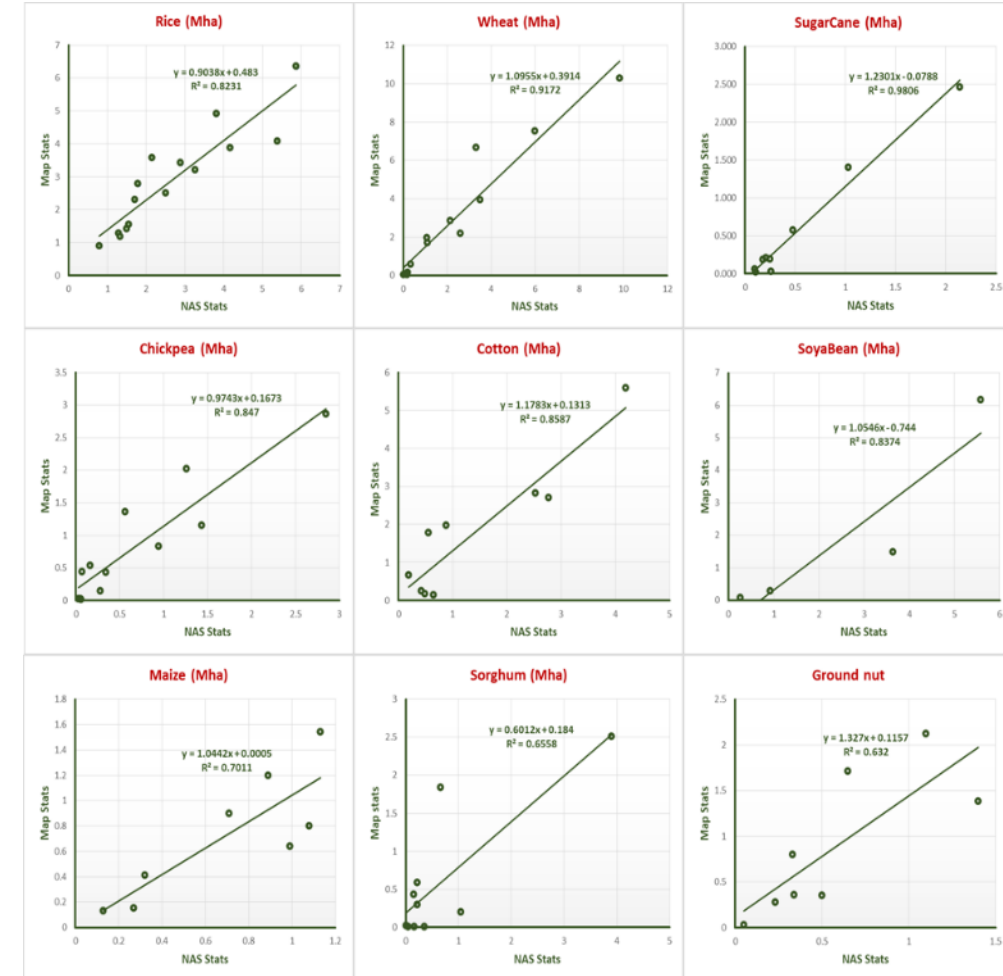 Rice (Mha)
7
6
5
4
3
2
1
0
Map Stats
y = 0.9038x + 0.483
R² = 0.8231
0 1 2 3 4 5 6 7
NAS Stats
Wheat (Mha)
12
10
8
6
4
2
0
Map Stats
y = 1.0955x + 0.3914
R² = 0.9172
0 2 4 6 8 10 12
NAS Stats
SugarCane (Mha)
3.000
2.500
2.000
1.500
1.000
0.500
0.000
Map Stats
y = 1.2301x - 0.0788
R² = 0.9806
0 0.5 1 1.5 2 2.5
NAS Stats
Chickpea (Mha)
3.5
3
2.5
2
1.5
1
0.5
0
Map Stats
y = 0.9743x + 0.1673
R² = 0.847
0 0.5 1 1.5 2 2.5 3
NAS Stats
Cotton (Mha)
6
5
4
3
2
1
0
Map Stats
y = 1.1783x + 0.1313
R² = 0.8587
0 1 2 3 4 5
NAS Stats
SoyaBean (Mha)
7
6
5
4
3
2
1
0
Map Stats
y = 1.0546x - 0.744
R² = 0.8374
0 1 2 3 4 5 6
NAS Stats
Maize (Mha)
1.8
1.6
1.4
1.2
1
0.8
0.6
0.4
0.2
0
Map Stats
y = 1.0442x + 0.0005
R² = 0.7011
0 0.2 0.4 0.6 0.8 1 1.2
NAS Stats
Sorghum (Mha)
3
2.5
2
1.5
1
0.5
0
Map Stats
y = 0.6012x + 0.184
R² = 0.6558
0 1 2 3 4 5
NAS Stats
Ground nut
2.5
2
1.5
1
0.5
0
Map Stats
y = 1.327x + 0.1157
R² = 0.632
0 0.5 1 1.5
NAS Stats